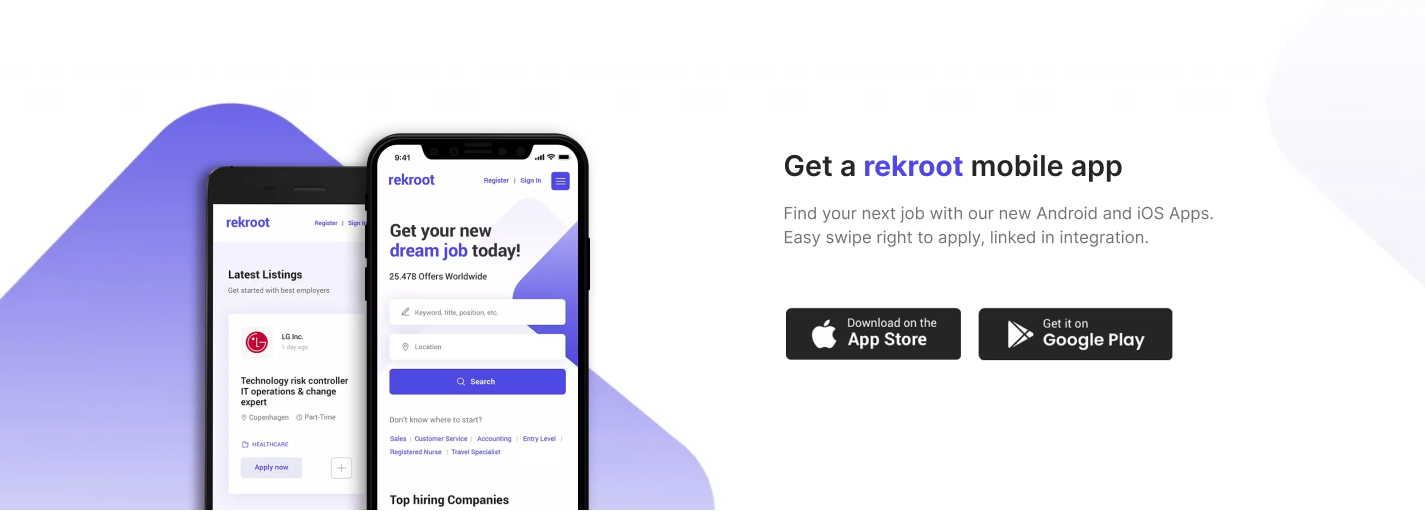 Get a rekroot mobile app
Find your next job with our new Android and iOS Apps.
Easy swipe right to apply, linked in integration.
Download on the
App Store
Get it on
Google Play
rekroot
Register | Sign In
Latest Listings
Get started with best employers
LG
LG Inc.
1 day ago
Technology risk controller
IT operations & change
expert
Copenhagen
Part-Time
HEALTHCARE
Apply now
9:41
rekroot
Register | Sign In
Get your new
dream job today!
25.478 Offers Worldwide
Keyword, title, position, etc.
Location
Search
Don't know where to start?
Sales | Customer Service | Accounting | Entry Level |
Registered Nurse | Travel Specialist
Top hiring Companies